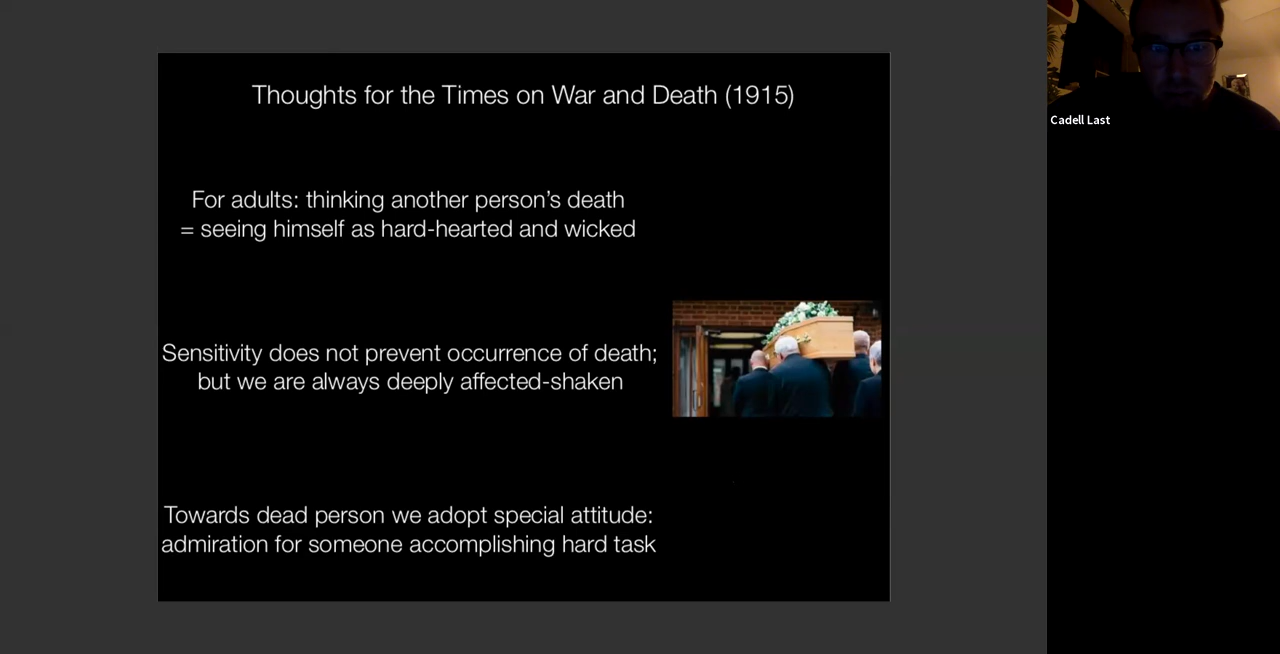 Thoughts for the Times on War and Death (1915)
For adults: thinking another person's death
= seeing himself as hard-hearted and wicked
Sensitivity does not prevent occurrence of death;
but we are always deeply affected-shaken
Towards dead person we adopt special attitude:
admiration for someone accomplishing hard task
Cadell Last